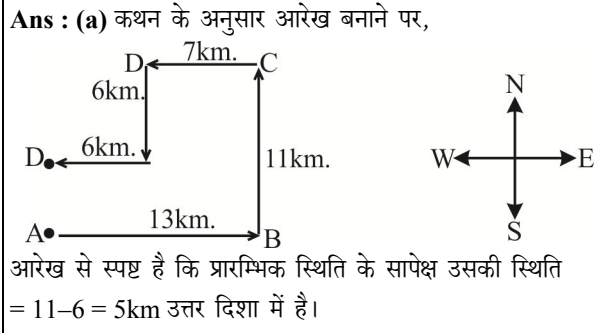 Ans : (a) कथन के अनुसार आरेख बनाने पर,
D 7km. C
6km.
N
D 6km. 11km. W E
13km.
A B S
आरेख से स्पष्ट है कि प्रारम्भिक स्थिति के सापेक्ष उसकी स्थिति
= 11–6 = 5km उत्तर दिशा में है।